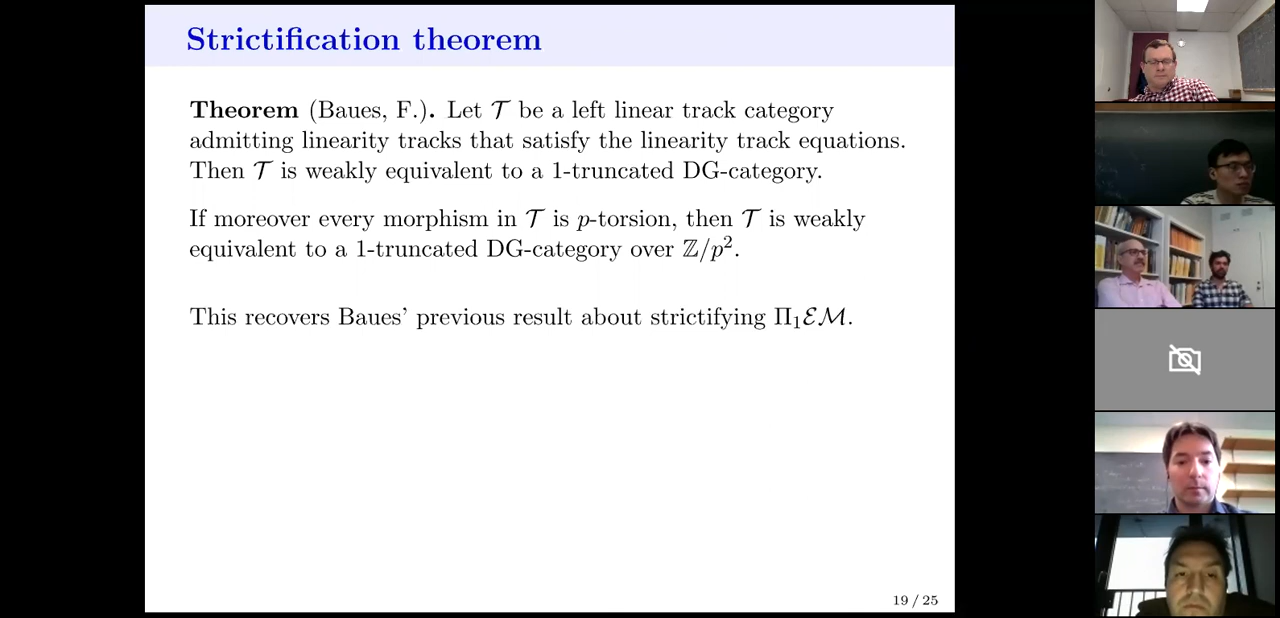 Strictification theorem
Theorem (Baues, F.). Let 𝒯 be a left linear track category
admitting linearity tracks that satisfy the linearity track equations.
Then 𝒯 is weakly equivalent to a 1-truncated DG-category.
If moreover every morphism in 𝒯 is p-torsion, then 𝒯 is weakly
equivalent to a 1-truncated DG-category over ℤ/p².
This recovers Baues' previous result about strictifying Π₁ℰℳ.
19 / 25